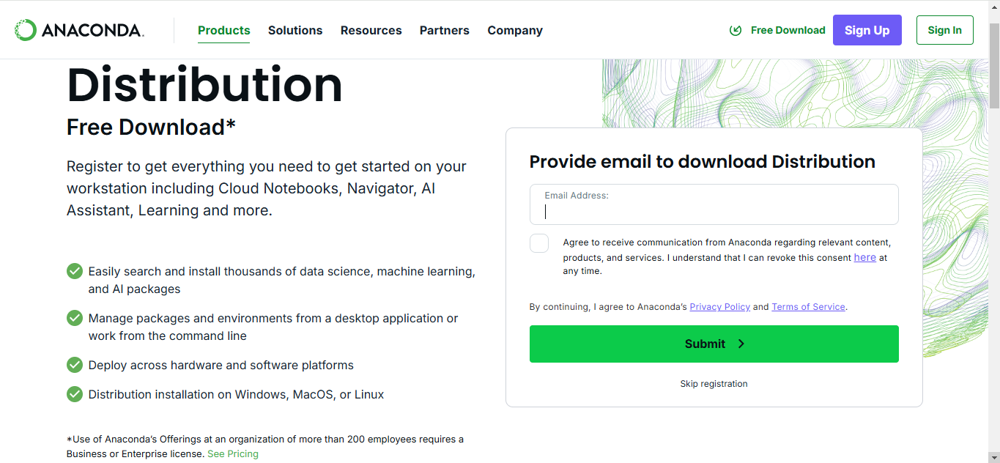 ANACONDA.
Products
Solutions
Resources
Partners
Company
Free Download
Sign Up
Sign In
Distribution
Free Download*
Register to get everything you need to get started on your
workstation including Cloud Notebooks, Navigator, AI
Assistant, Learning and more.
Easily search and install thousands of data science, machine learning,
and AI packages
Manage packages and environments from a desktop application or
work from the command line
Deploy across hardware and software platforms
Distribution installation on Windows, MacOS, or Linux
*Use of Anaconda’s Offerings at an organization of more than 200 employees requires a
Business or Enterprise license. See Pricing
Provide email to download Distribution
Email Address:
Agree to receive communication from Anaconda regarding relevant content,
products, and services. I understand that I can revoke this consent here at
any time.
By continuing, I agree to Anaconda’s Privacy Policy and Terms of Service.
Submit
Skip registration